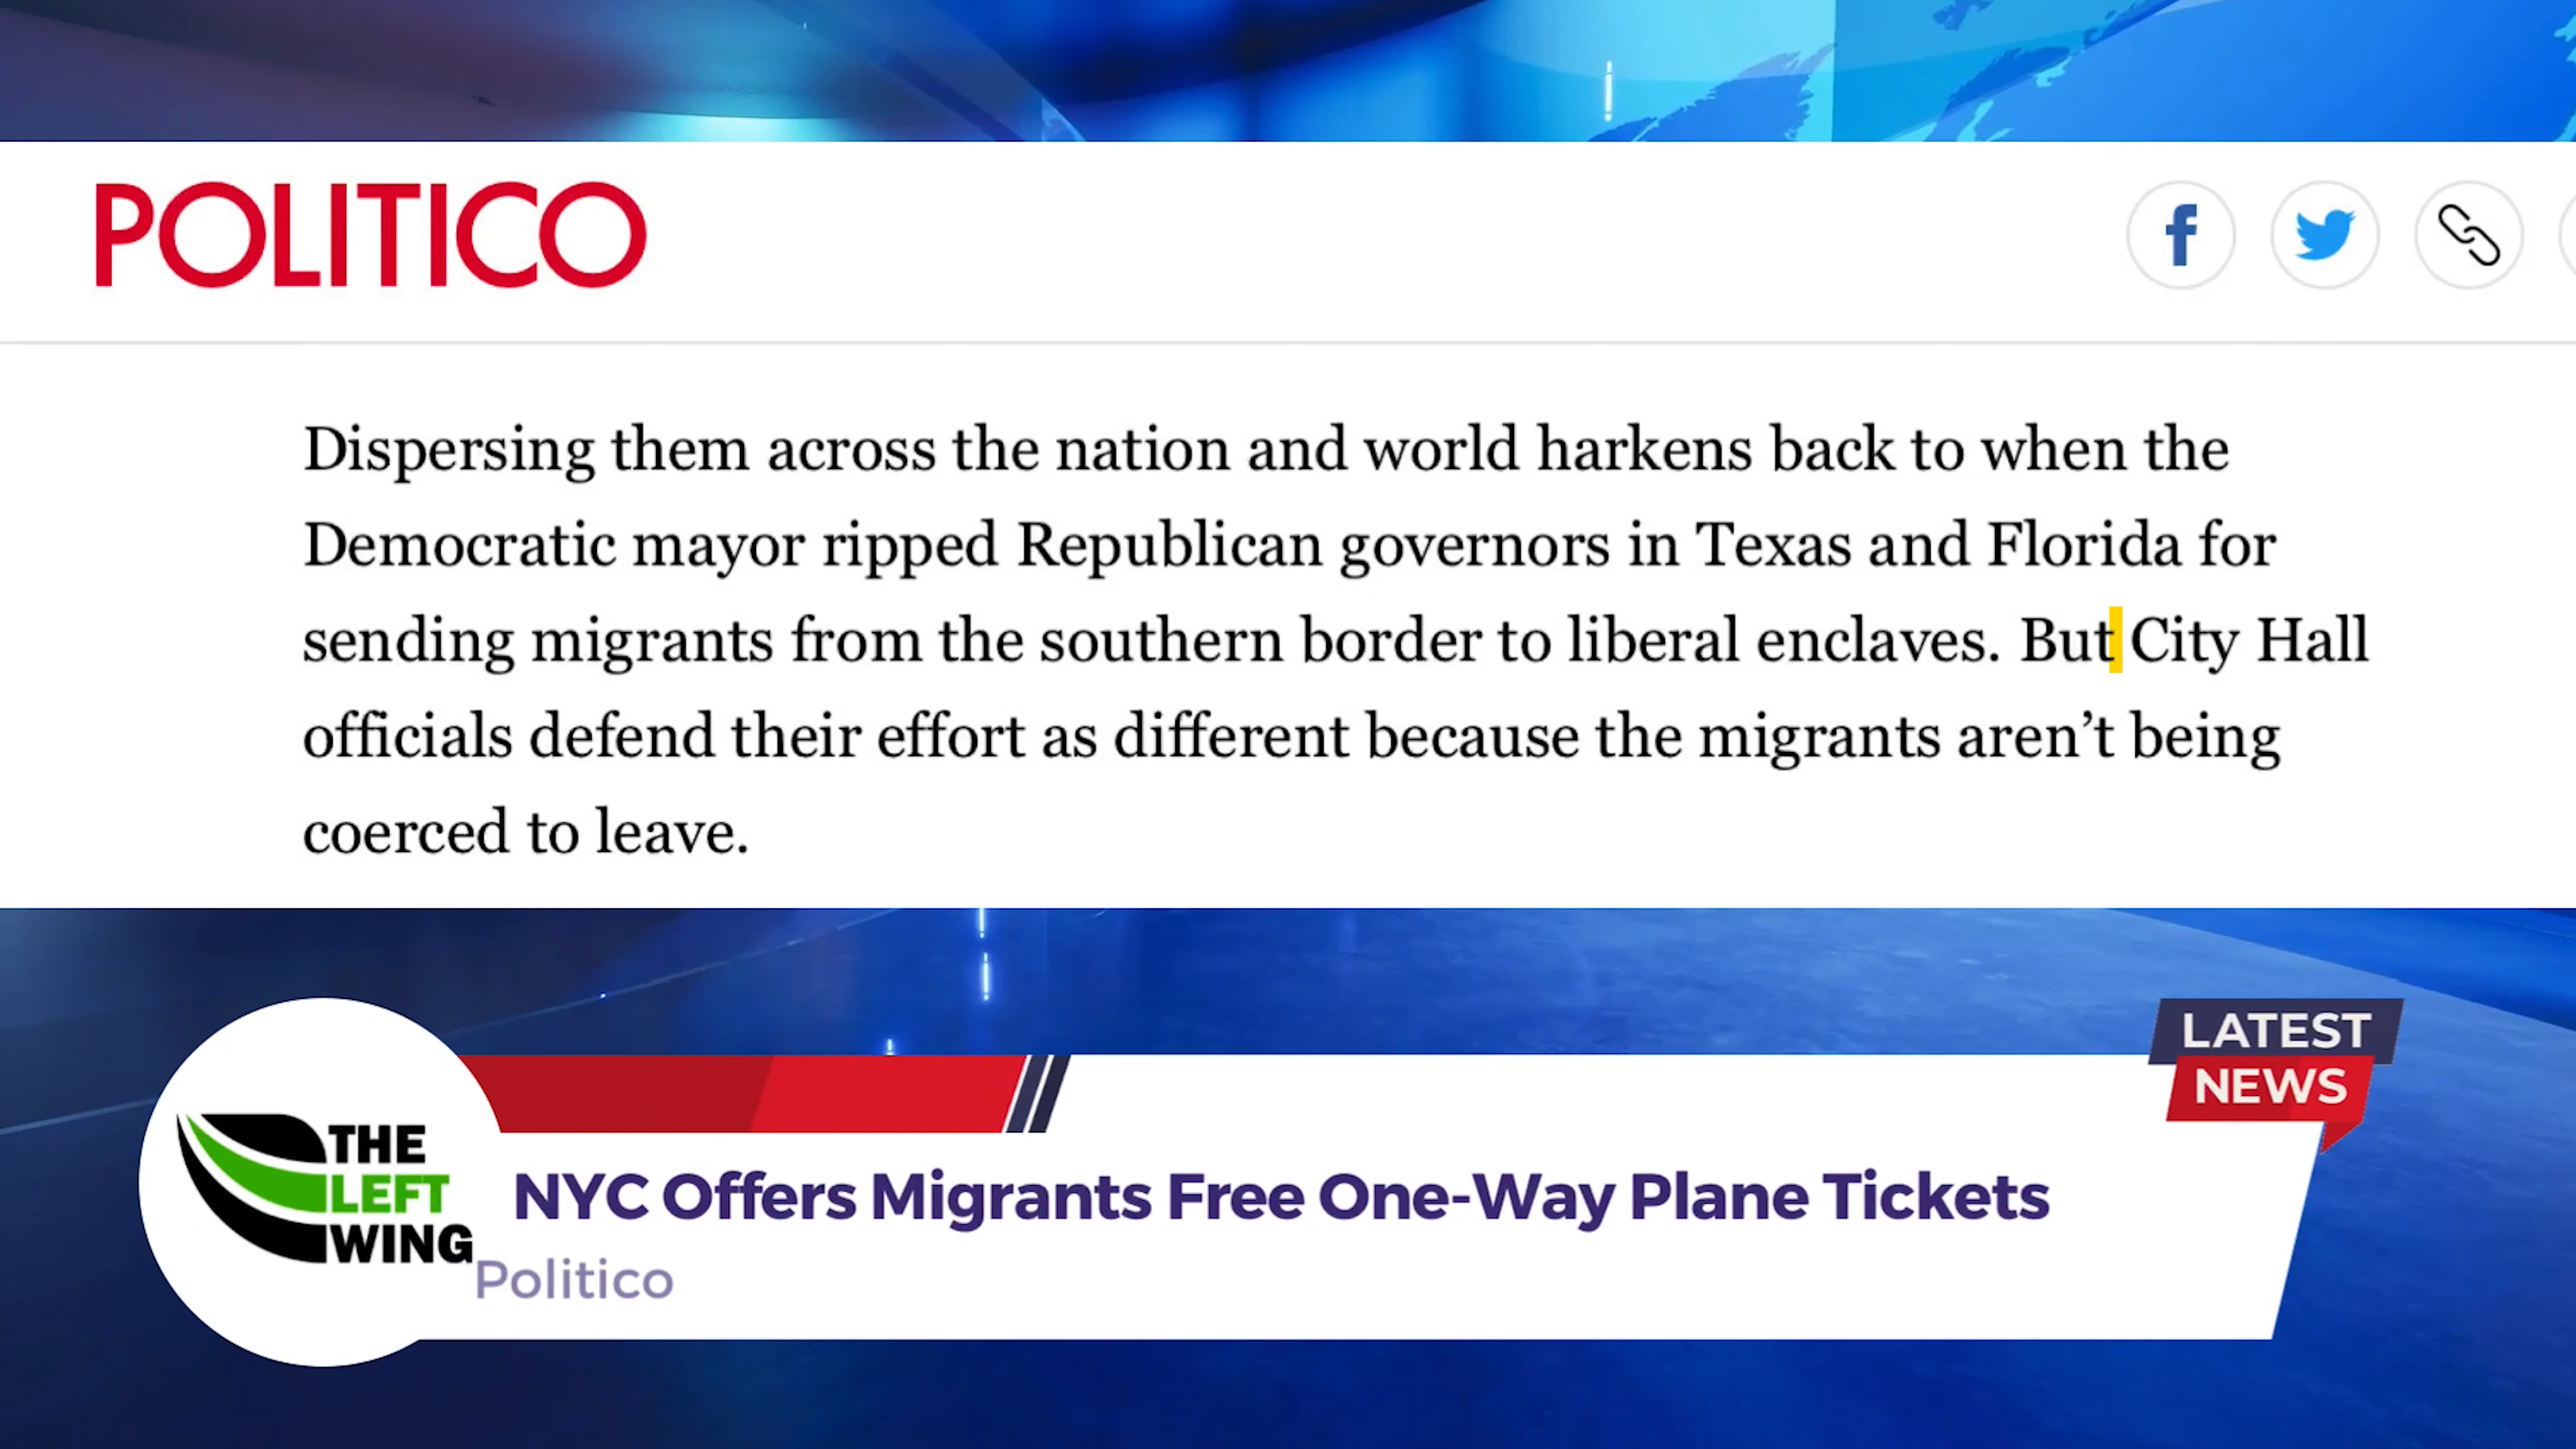 POLITICO
Dispersing them across the nation and world harkens back to when the
Democratic mayor ripped Republican governors in Texas and Florida for
sending migrants from the southern border to liberal enclaves. But City Hall
officials defend their effort as different because the migrants aren’t being
coerced to leave.
LATEST
NEWS
THE
LEFT
WING
NYC Offers Migrants Free One-Way Plane Tickets
Politico